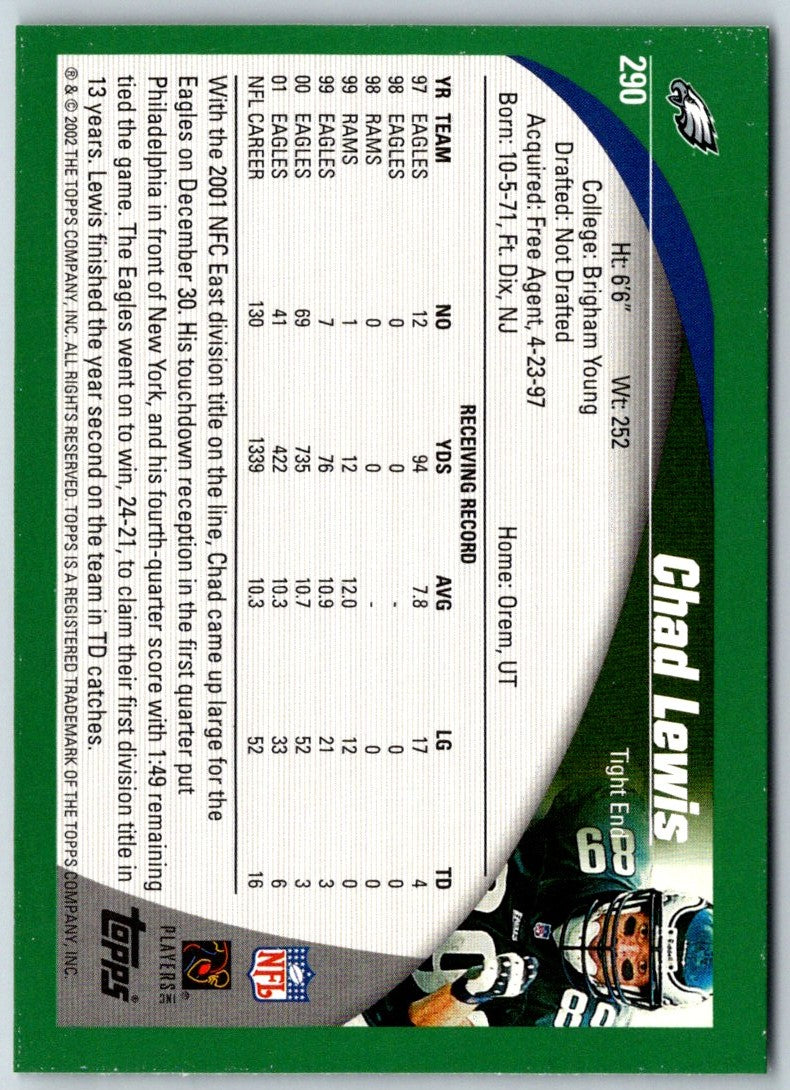 290
Chad Lewis
Ht: 6'6" Wt: 252
Tight End
College: Brigham Young
Drafted: Not Drafted
Acquired: Free Agent, 4-23-97
Born: 10-5-71, Ft. Dix, NJ Home: Orem, UT
RECEIVING RECORD
YR TEAM NO YDS AVG LG TD
97 EAGLES 12 94 7.8 17 4
98 EAGLES 0 0 - 0 0
98 RAMS 0 0 - 0 0
99 RAMS 1 12 12.0 12 0
99 EAGLES 7 76 10.9 21 3
00 EAGLES 69 735 10.7 52 3
01 EAGLES 41 422 10.3 33 6
NFL CAREER 130 1339 10.3 52 16
With the 2001 NFC East division title on the line, Chad came up large for the
Eagles on December 30. His touchdown reception in the first quarter put
Philadelphia in front of New York, and his fourth-quarter score with 1:49 remaining
tied the game. The Eagles went on to win, 24-21, to claim their first division title in
13 years. Lewis finished the year second on the team in TD catches.
® & © 2002 THE TOPPS COMPANY, INC. ALL RIGHTS RESERVED. TOPPS IS A REGISTERED TRADEMARK OF THE TOPPS COMPANY, INC.
89
89
NFL
PLAYERS INC ®
topps®